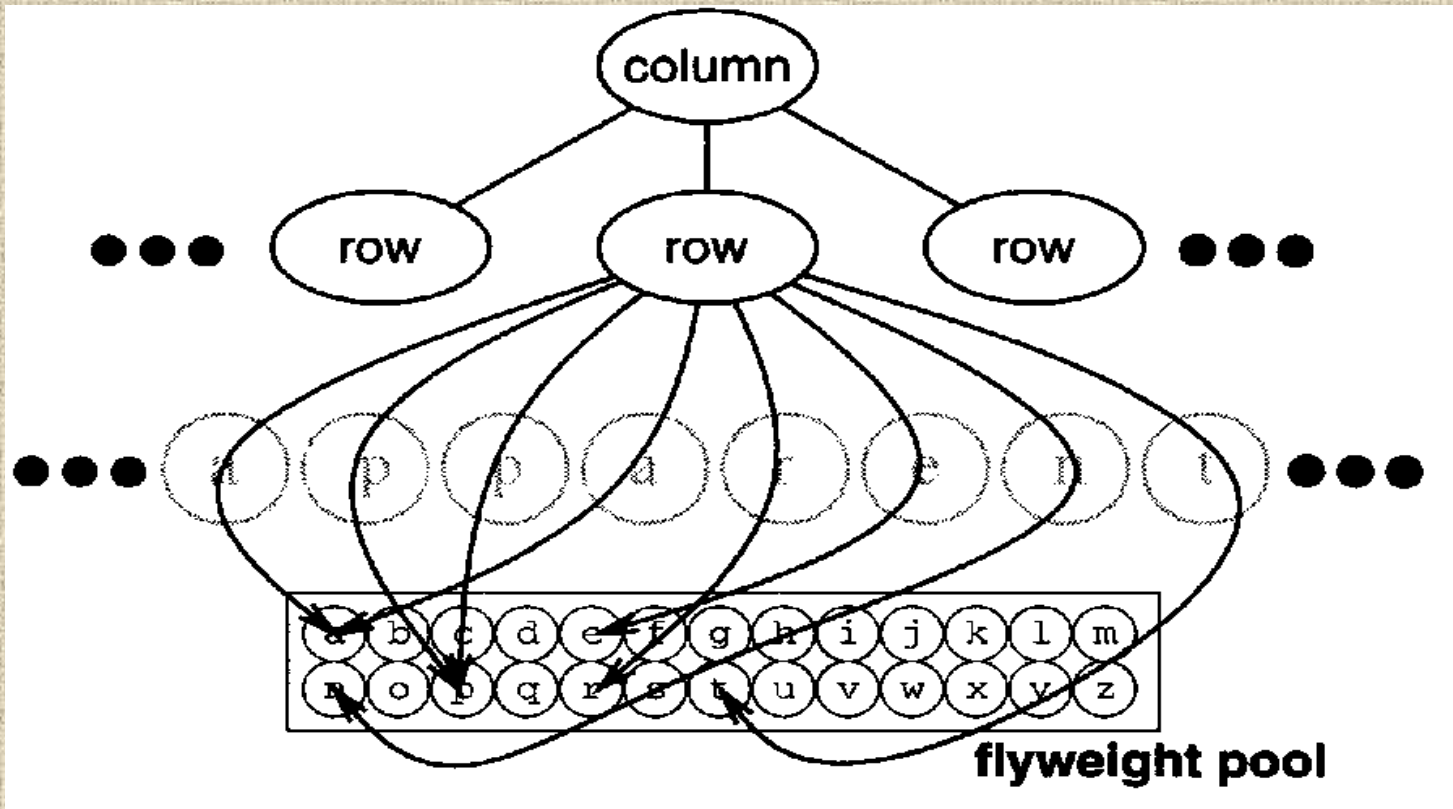 column
row row row
a p p a r e n t
a b c d e f g h i j k l m
n o p q r s t u v w x y z
flyweight pool